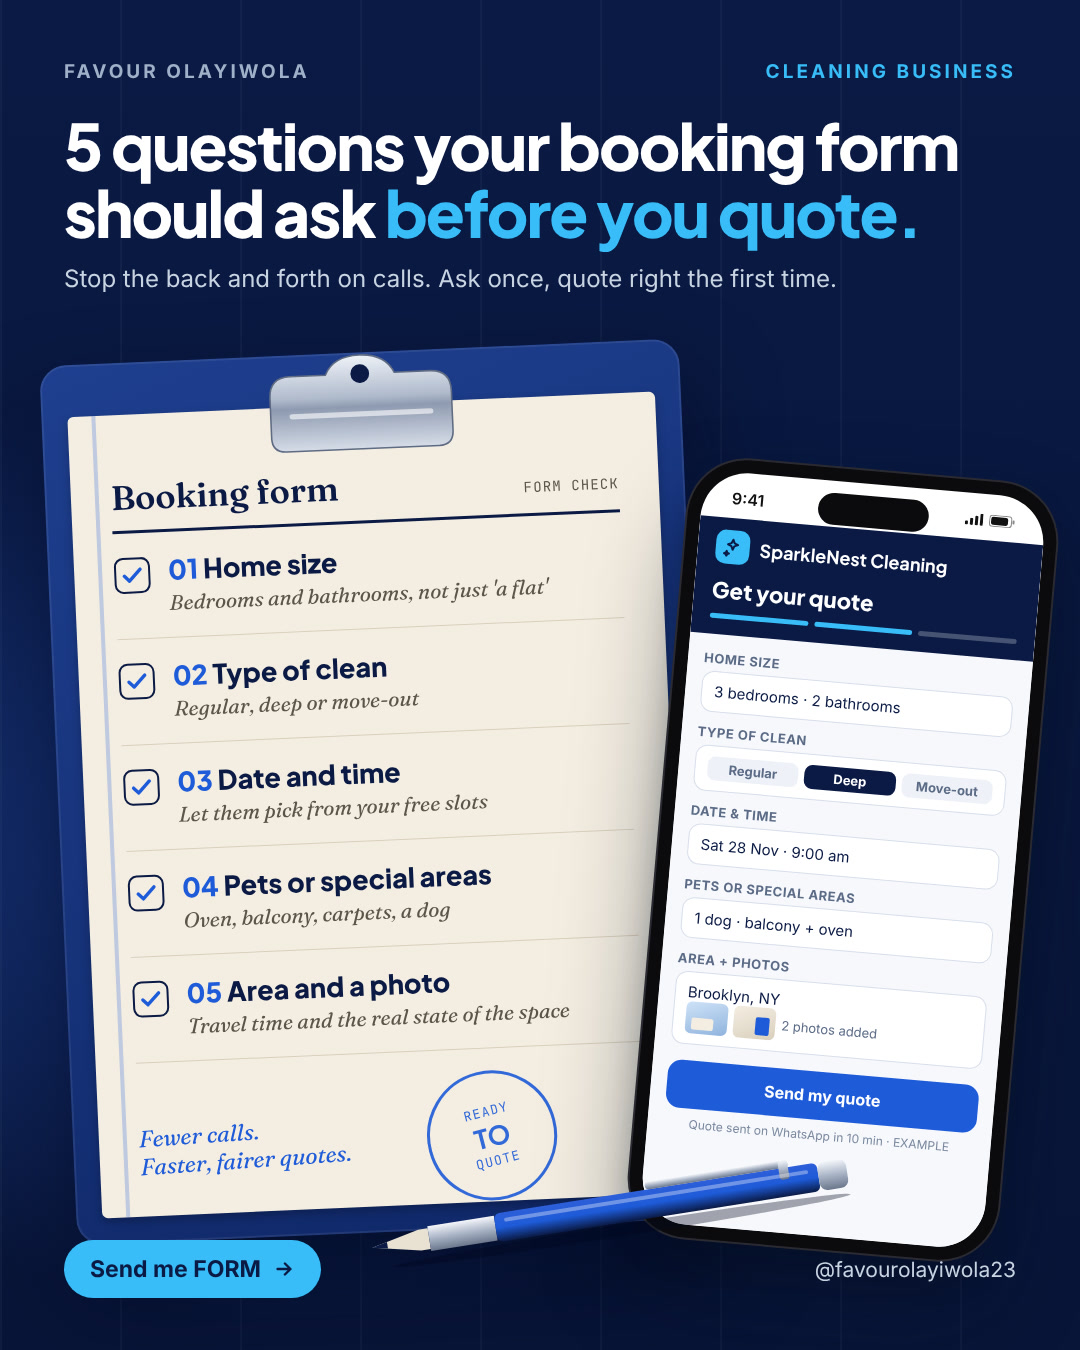 FAVOUR OLAYIWOLA
CLEANING BUSINESS
5 questions your booking form
should ask before you quote.
Stop the back and forth on calls. Ask once, quote right the first time.
Booking form
FORM CHECK
01 Home size
Bedrooms and bathrooms, not just 'a flat'
02 Type of clean
Regular, deep or move-out
03 Date and time
Let them pick from your free slots
04 Pets or special areas
Oven, balcony, carpets, a dog
05 Area and a photo
Travel time and the real state of the space
Fewer calls.
Faster, fairer quotes.
READY
TO
QUOTE
9:41
SparkleNest Cleaning
Get your quote
HOME SIZE
3 bedrooms · 2 bathrooms
TYPE OF CLEAN
Regular
Deep
Move-out
DATE & TIME
Sat 28 Nov · 9:00 am
PETS OR SPECIAL AREAS
1 dog · balcony + oven
AREA + PHOTOS
Brooklyn, NY
2 photos added
Send my quote
Quote sent on WhatsApp in 10 min · EXAMPLE
Send me FORM →
@favourolayiwola23